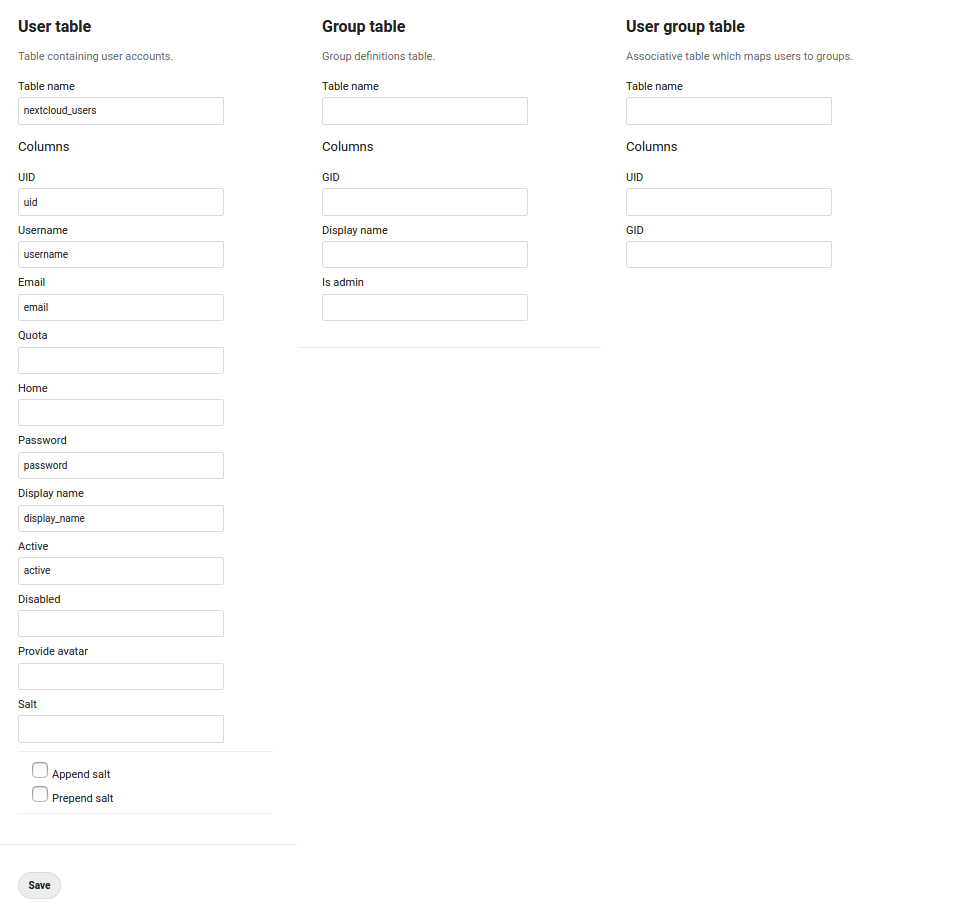 User table
Table containing user accounts.
Table name
nextcloud_users
Columns
UID
uid
Username
username
Email
email
Quota
Home
Password
password
Display name
display_name
Active
active
Disabled
Provide avatar
Salt
Append salt
Prepend salt
Save
Group table
Group definitions table.
Table name
Columns
GID
Display name
Is admin
User group table
Associative table which maps users to groups.
Table name
Columns
UID
GID